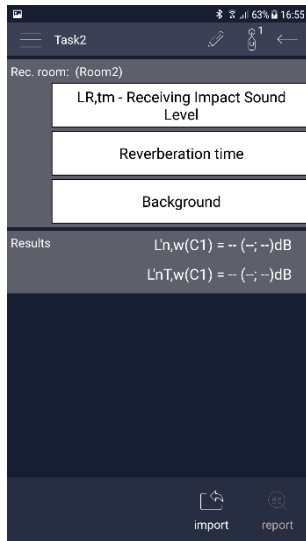 63% 16:55
Task2
1
Rec. room: (Room2)
LR,tm - Receiving Impact Sound
Level
Reverberation time
Background
Results
L'n,w(C1) = -- (--; --)dB
L'nT,w(C1) = -- (--; --)dB
import
report